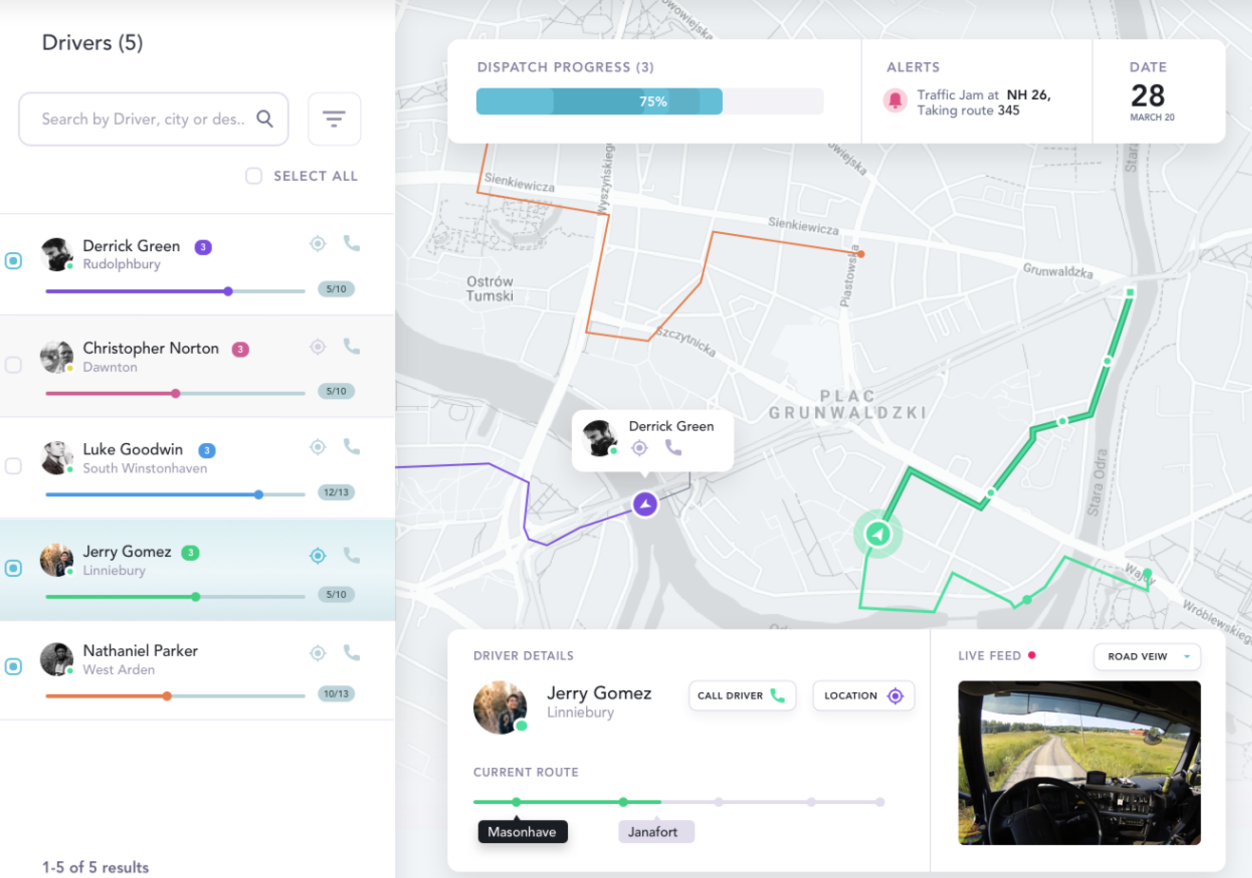 Drivers (5)
Search by Driver, city or des..
SELECT ALL
Derrick Green 3
Rudolphbury
5/10
Christopher Norton 3
Dawnton
5/10
Luke Goodwin 3
South Winstonhaven
12/13
Jerry Gomez 3
Linniebury
5/10
Nathaniel Parker
West Arden
10/13
1-5 of 5 results
DISPATCH PROGRESS (3)
75%
ALERTS
Traffic Jam at NH 26,
Taking route 345
DATE
28
MARCH 20
Sienkiewicza
Wyszyńskiego
Sienkiewicza
Piastowska
Grunwaldzka
Ostrów
Tumski
Szczytnicka
PLAC
GRUNWALDZKI
Stara Odra
Derrick Green
DRIVER DETAILS
Jerry Gomez
Linniebury
CALL DRIVER
LOCATION
CURRENT ROUTE
Masonhave
Janafort
LIVE FEED
ROAD VEIW